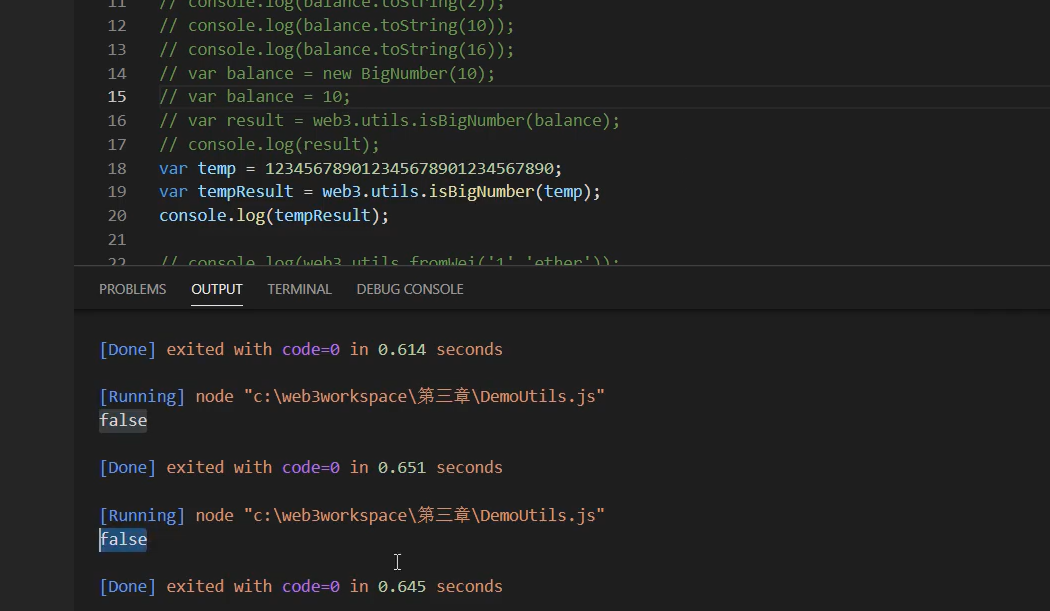 11 // console.log(balance.toString(2));
12 // console.log(balance.toString(10));
13 // console.log(balance.toString(16));
14 // var balance = new BigNumber(10);
15 // var balance = 10;
16 // var result = web3.utils.isBigNumber(balance);
17 // console.log(result);
18 var temp = 123456789012345678901234567890;
19 var tempResult = web3.utils.isBigNumber(temp);
20 console.log(tempResult);
21
22 // console.log(web3.utils.fromWei('1','ether'));
PROBLEMS OUTPUT TERMINAL DEBUG CONSOLE
[Done] exited with code=0 in 0.614 seconds
[Running] node "c:\web3workspace\第三章\DemoUtils.js"
false
[Done] exited with code=0 in 0.651 seconds
[Running] node "c:\web3workspace\第三章\DemoUtils.js"
false
[Done] exited with code=0 in 0.645 seconds